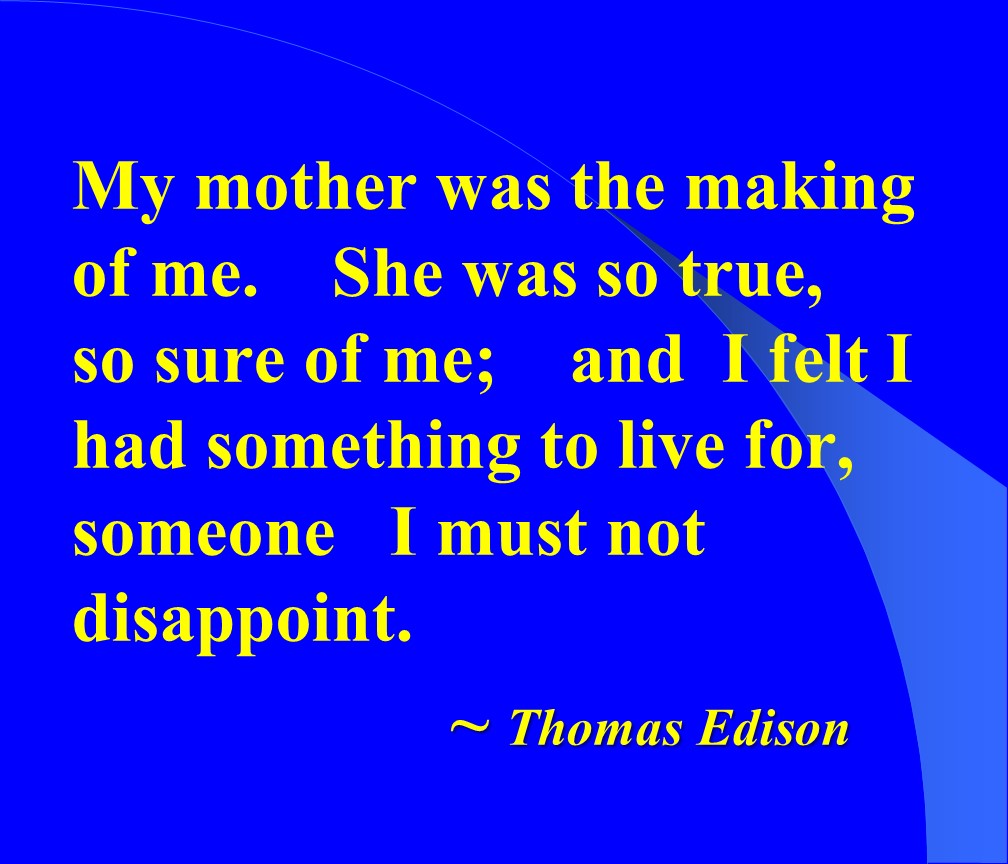 My mother was the making
of me.    She was so true,
so sure of me;    and  I felt I
had something to live for,
someone   I must not
disappoint.
~ Thomas Edison